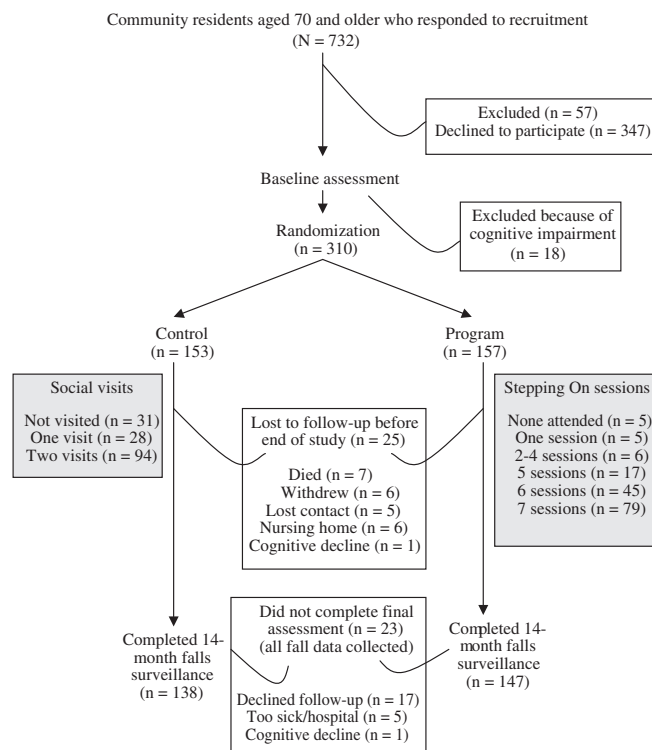 Community residents aged 70 and older who responded to recruitment
(N = 732)
Excluded (n = 57)
Declined to participate (n = 347)
Baseline assessment
Randomization
(n = 310)
Excluded because of
cognitive impairment
(n = 18)
Control
(n = 153)
Program
(n = 157)
Social visits
Not visited (n = 31)
One visit (n = 28)
Two visits (n = 94)
Lost to follow-up before
end of study (n = 25)
Died (n = 7)
Withdrew (n = 6)
Lost contact (n = 5)
Nursing home (n = 6)
Cognitive decline (n = 1)
Stepping On sessions
None attended (n = 5)
One session (n = 5)
2-4 sessions (n = 6)
5 sessions (n = 17)
6 sessions (n = 45)
7 sessions (n = 79)
Completed 14-
month falls
surveillance
(n = 138)
Did not complete final
assessment (n = 23)
(all fall data collected)
Declined follow-up (n = 17)
Too sick/hospital (n = 5)
Cognitive decline (n = 1)
Completed 14-
month falls
surveillance
(n = 147)